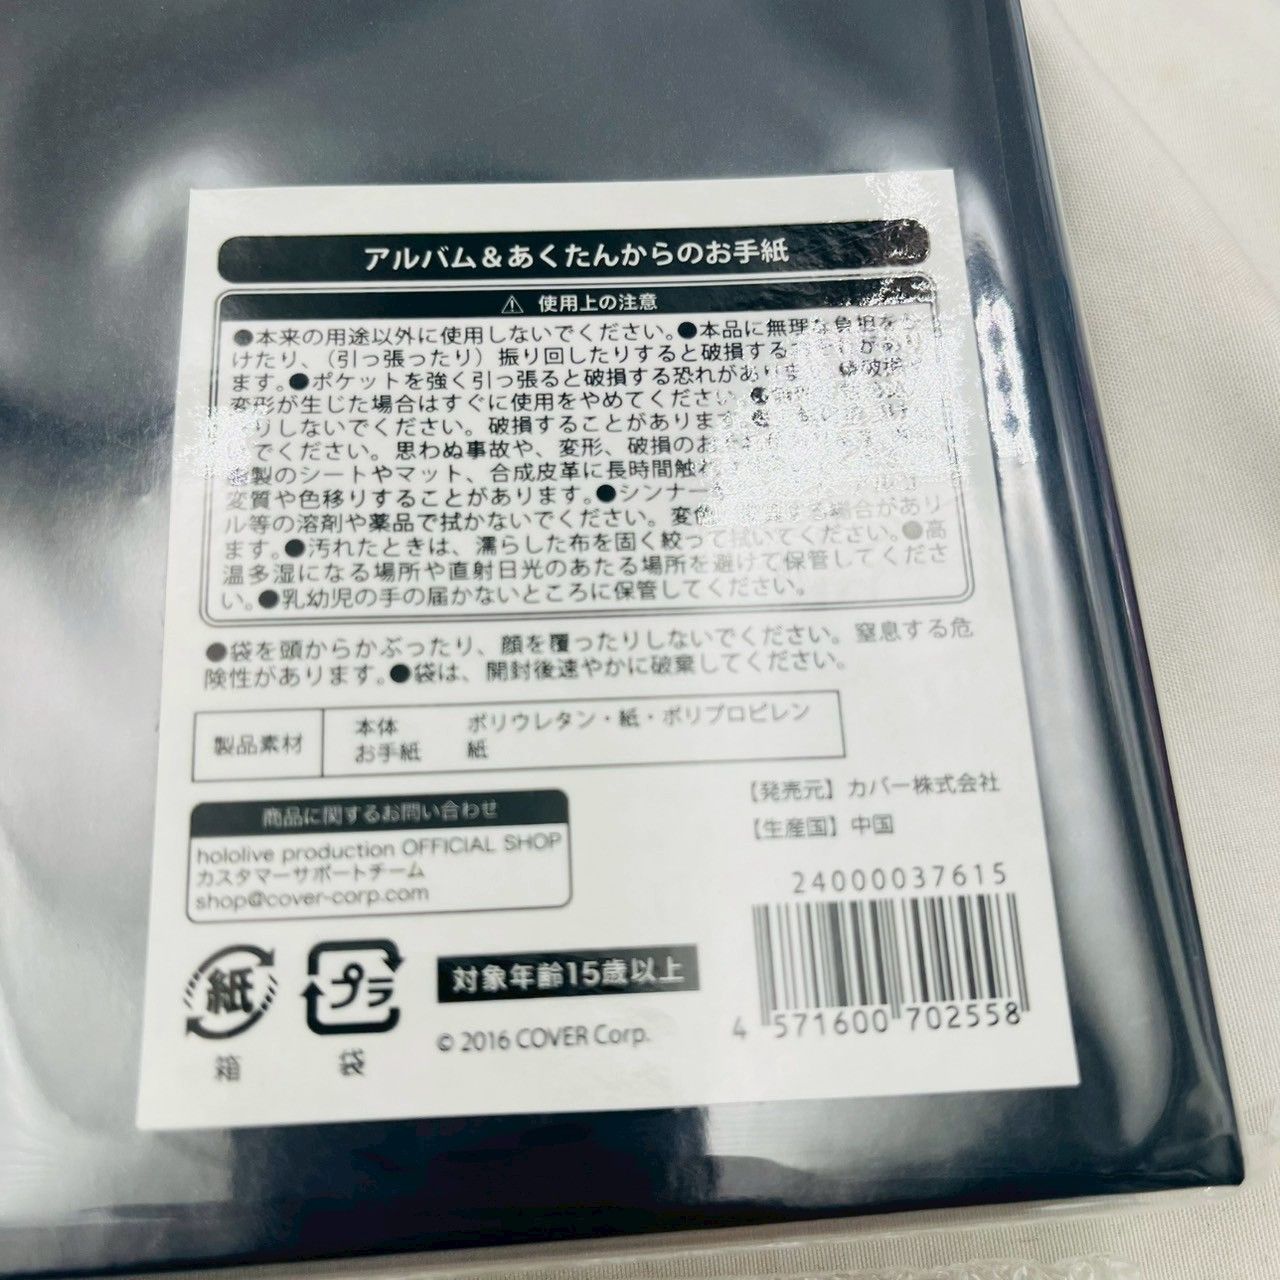 アルバム&あくたんからのお手紙
⚠ 使用上の注意
●本来の用途以外に使用しないでください。●本品に無理な負担を
けたり、（引っ張ったり）振り回したりすると破損する
ます。●ポケットを強く引っ張ると破損する恐れがあります。●破損
変形が生じた場合はすぐに使用をやめてください
りしないでください。破損することがあります
でください。思わぬ事故や、変形、破損の
製のシートやマット、合成皮革に長時間触
変質や色移りすることがあります。●シンナー
ル等の溶剤や薬品で拭かないでください。変色 する場合があり
ます。●汚れたときは、濡らした布を固く絞って拭いてください。●高
温多湿になる場所や直射日光のあたる場所を避けて保管してくださ
い。●乳幼児の手の届かないところに保管してください。
●袋を頭からかぶったり、顔を覆ったりしないでください。窒息する危
険性があります。●袋は、開封後速やかに破棄してください。
製品素材
本体 ポリウレタン・紙・ポリプロピレン
お手紙 紙
【発売元】カバー株式会社
【生産国】中国
商品に関するお問い合わせ
hololive production OFFICIAL SHOP
カスタマーサポートチーム
shop@cover-corp.com
24000037615
4 571600 702558
紙
箱
プラ
袋
対象年齢15歳以上
© 2016 COVER Corp.